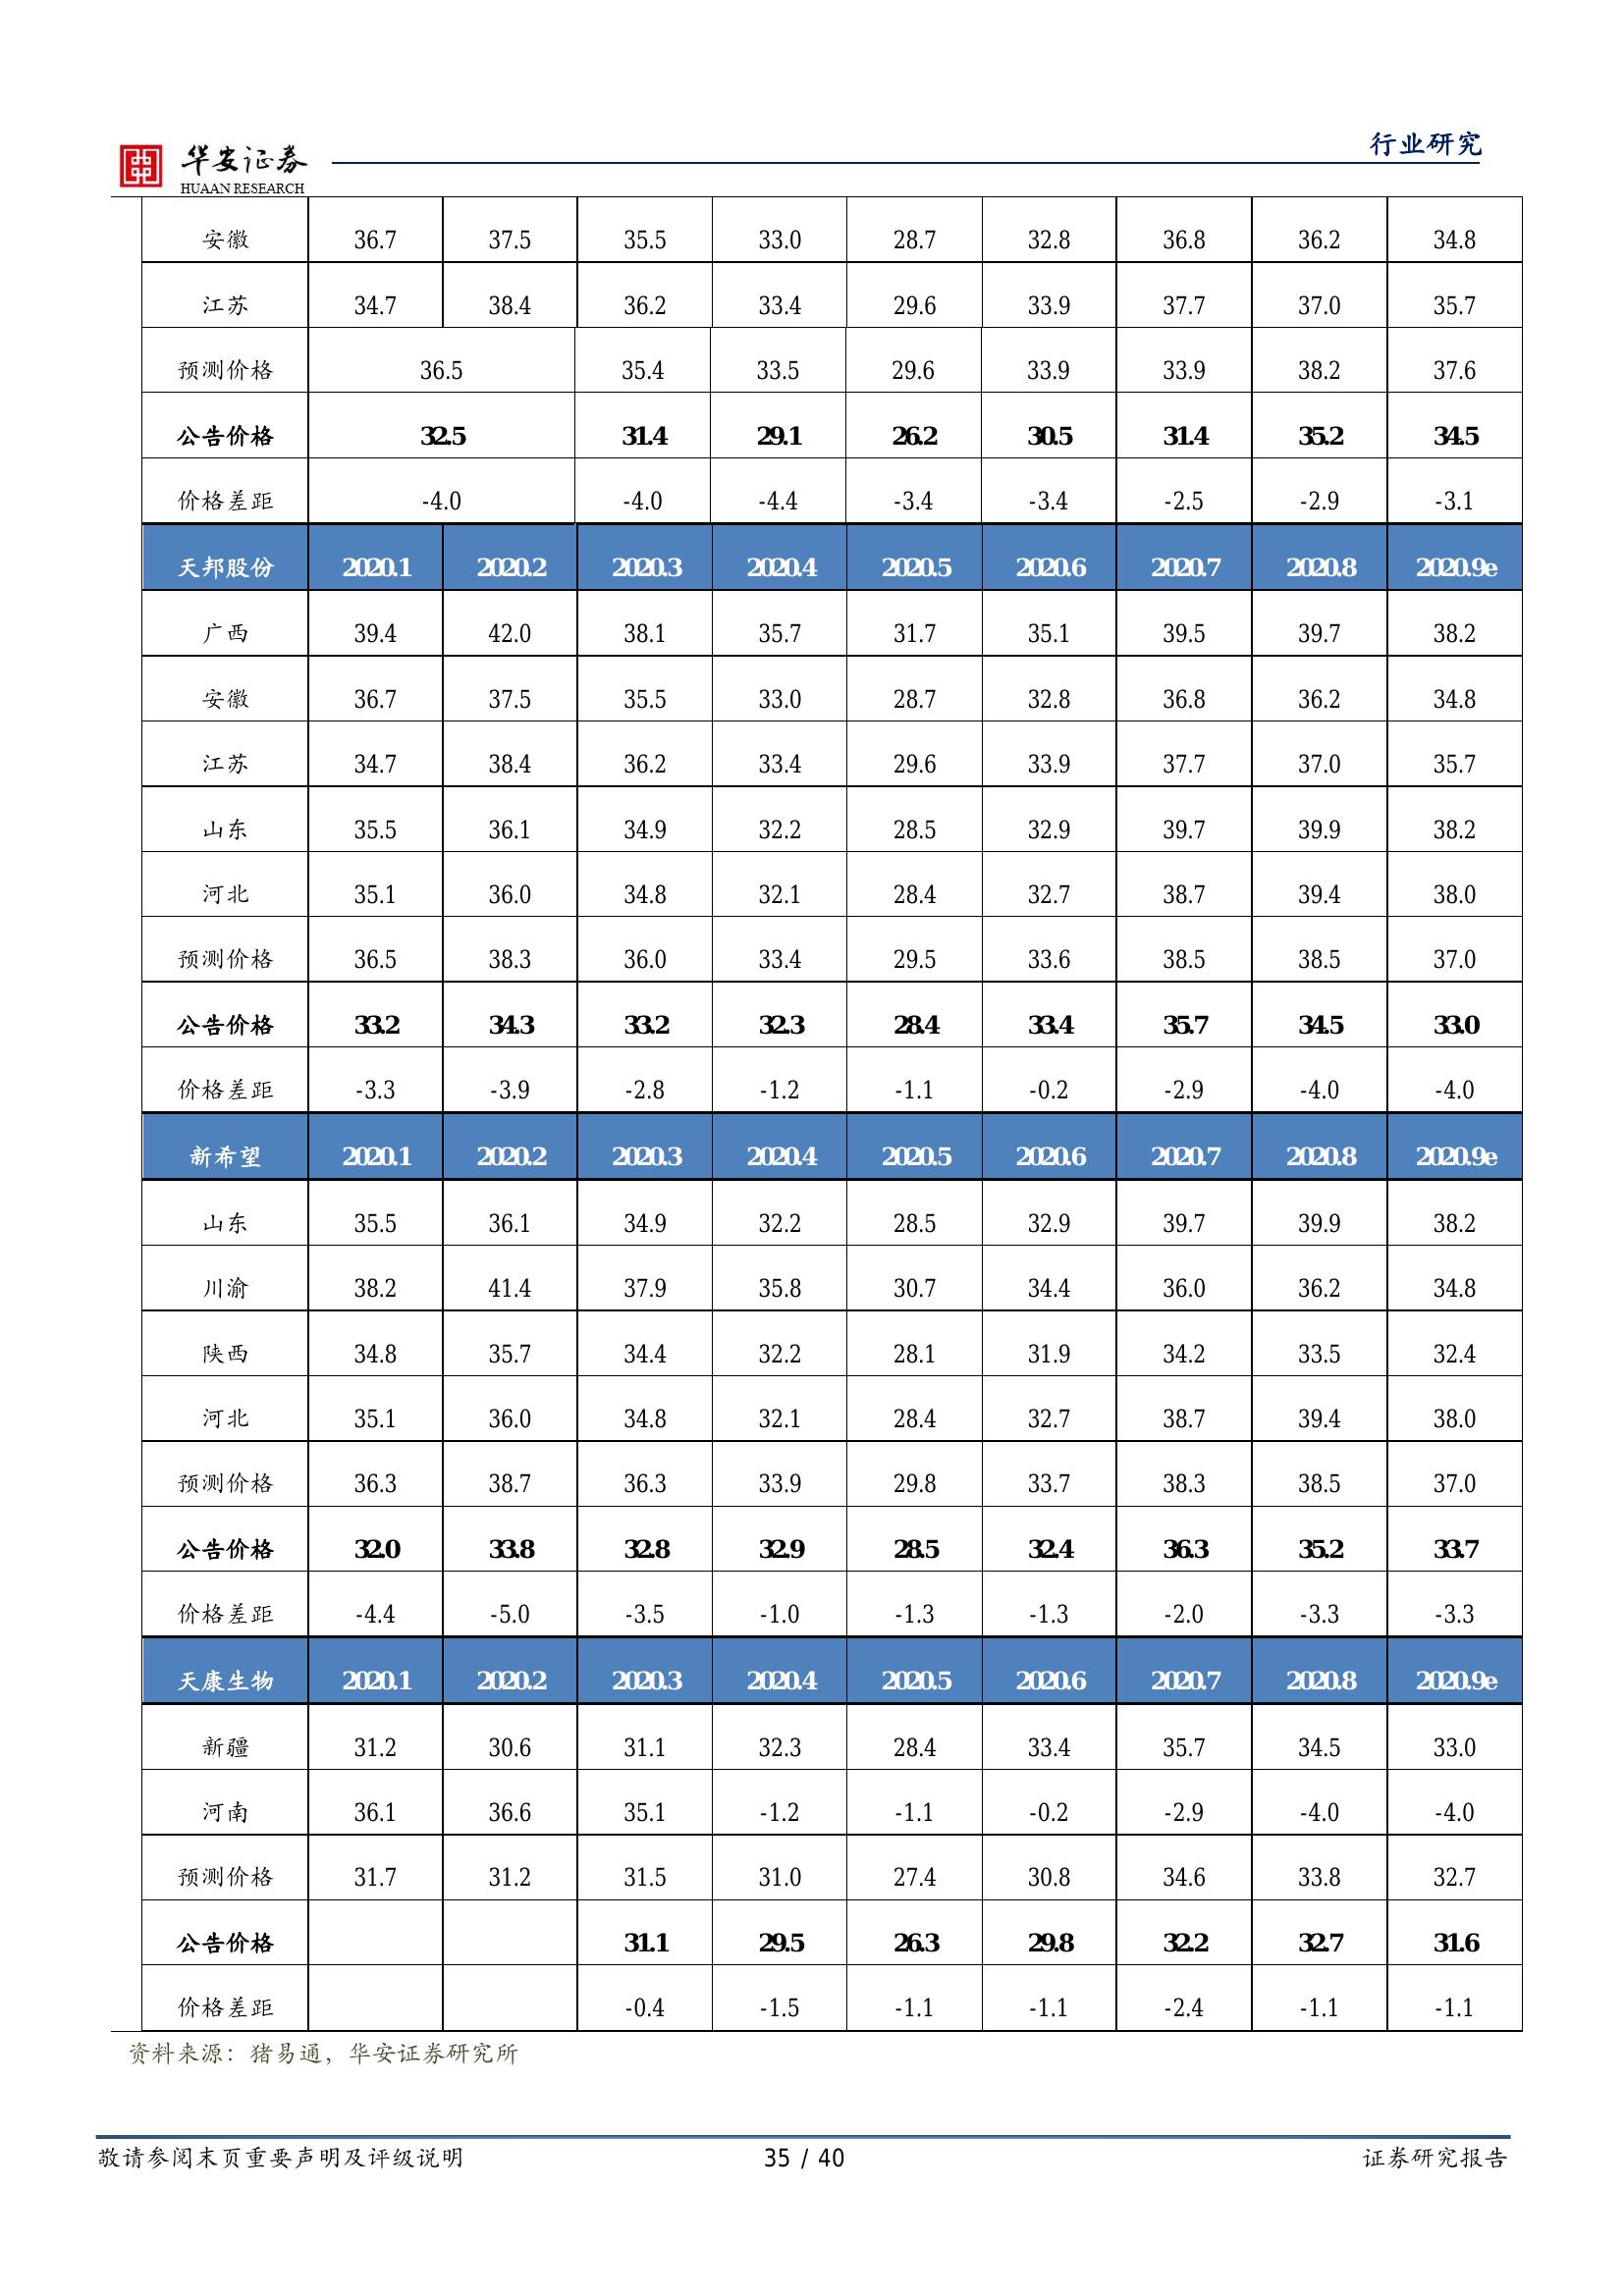 行业研究
华安证券
HUAAN RESEARCH
安徽 36.7 37.5 35.5 33.0 28.7 32.8 36.8 36.2 34.8
江苏 34.7 38.4 36.2 33.4 29.6 33.9 37.7 37.0 35.7
预测价格 36.5 35.4 33.5 29.6 33.9 33.9 38.2 37.6
公告价格 32.5 31.4 29.1 26.2 30.5 31.4 35.2 34.5
价格差距 -4.0 -4.0 -4.4 -3.4 -3.4 -2.5 -2.9 -3.1
天邦股份 2020.1 2020.2 2020.3 2020.4 2020.5 2020.6 2020.7 2020.8 2020.9e
广西 39.4 42.0 38.1 35.7 31.7 35.1 39.5 39.7 38.2
安徽 36.7 37.5 35.5 33.0 28.7 32.8 36.8 36.2 34.8
江苏 34.7 38.4 36.2 33.4 29.6 33.9 37.7 37.0 35.7
山东 35.5 36.1 34.9 32.2 28.5 32.9 39.7 39.9 38.2
河北 35.1 36.0 34.8 32.1 28.4 32.7 38.7 39.4 38.0
预测价格 36.5 38.3 36.0 33.4 29.5 33.6 38.5 38.5 37.0
公告价格 33.2 34.3 33.2 32.3 28.4 33.4 35.7 34.5 33.0
价格差距 -3.3 -3.9 -2.8 -1.2 -1.1 -0.2 -2.9 -4.0 -4.0
新希望 2020.1 2020.2 2020.3 2020.4 2020.5 2020.6 2020.7 2020.8 2020.9e
山东 35.5 36.1 34.9 32.2 28.5 32.9 39.7 39.9 38.2
川渝 38.2 41.4 37.9 35.8 30.7 34.4 36.0 36.2 34.8
陕西 34.8 35.7 34.4 32.2 28.1 31.9 34.2 33.5 32.4
河北 35.1 36.0 34.8 32.1 28.4 32.7 38.7 39.4 38.0
预测价格 36.3 38.7 36.3 33.9 29.8 33.7 38.3 38.5 37.0
公告价格 32.0 33.8 32.8 32.9 28.5 32.4 36.3 35.2 33.7
价格差距 -4.4 -5.0 -3.5 -1.0 -1.3 -1.3 -2.0 -3.3 -3.3
天康生物 2020.1 2020.2 2020.3 2020.4 2020.5 2020.6 2020.7 2020.8 2020.9e
新疆 31.2 30.6 31.1 32.3 28.4 33.4 35.7 34.5 33.0
河南 36.1 36.6 35.1 -1.2 -1.1 -0.2 -2.9 -4.0 -4.0
预测价格 31.7 31.2 31.5 31.0 27.4 30.8 34.6 33.8 32.7
公告价格 31.1 29.5 26.3 29.8 32.2 32.7 31.6
价格差距 -0.4 -1.5 -1.1 -1.1 -2.4 -1.1 -1.1
资料来源：猪易通，华安证券研究所
敬请参阅末页重要声明及评级说明 35 / 40 证券研究报告